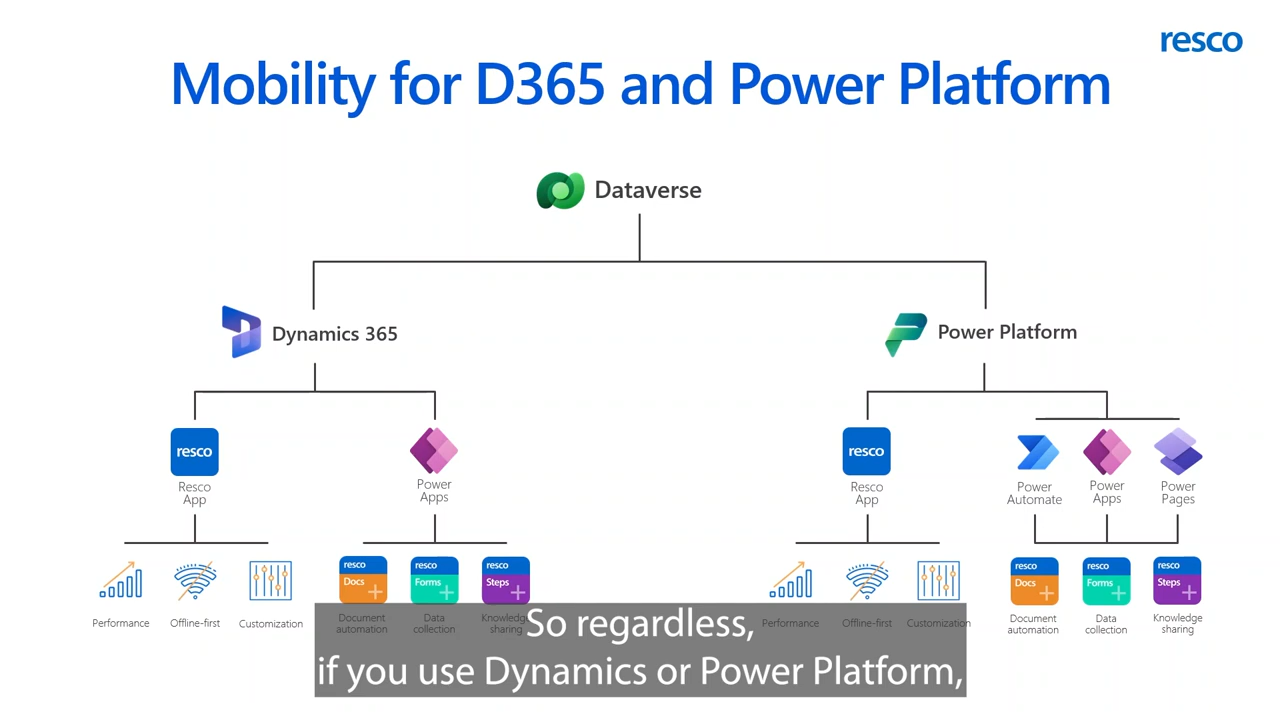 resco
Mobility for D365 and Power Platform
Dataverse
Dynamics 365
Power Platform
resco
Resco
App
Power
Apps
resco
Resco
App
Power
Automate
Power
Apps
Power
Pages
Performance
Offline-first
Customization
resco
Docs
Document
automation
resco
Forms
Data
collection
resco
Steps
Knowledge
sharing
Performance
Offline-first
Customization
resco
Docs
Document
automation
resco
Forms
Data
collection
resco
Steps
Knowledge
sharing
So regardless,
if you use Dynamics or Power Platform,